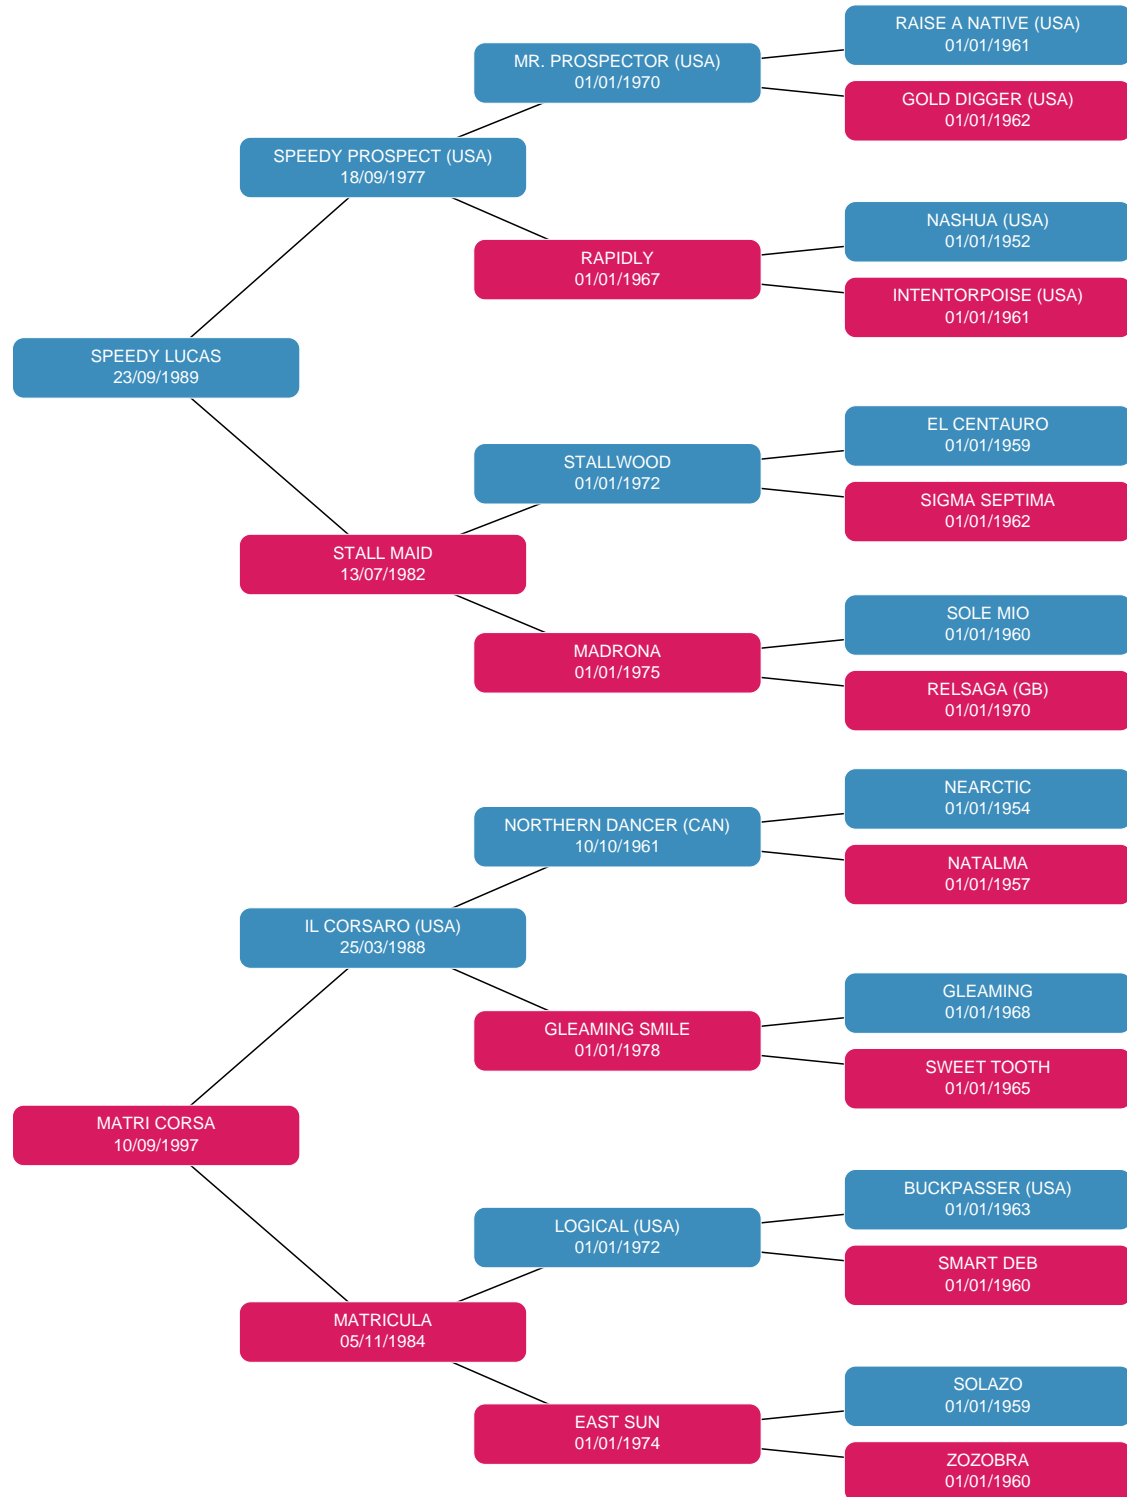 RAISE A NATIVE (USA)
01/01/1961
MR. PROSPECTOR (USA)
01/01/1970
GOLD DIGGER (USA)
01/01/1962
SPEEDY PROSPECT (USA)
18/09/1977
NASHUA (USA)
01/01/1952
RAPIDLY
01/01/1967
INTENTORPOISE (USA)
01/01/1961
SPEEDY LUCAS
23/09/1989
EL CENTAURO
01/01/1959
STALLWOOD
01/01/1972
SIGMA SEPTIMA
01/01/1962
STALL MAID
13/07/1982
SOLE MIO
01/01/1960
MADRONA
01/01/1975
RELSAGA (GB)
01/01/1970
NEARCTIC
01/01/1954
NORTHERN DANCER (CAN)
10/10/1961
NATALMA
01/01/1957
IL CORSARO (USA)
25/03/1988
GLEAMING
01/01/1968
GLEAMING SMILE
01/01/1978
SWEET TOOTH
01/01/1965
MATRI CORSA
10/09/1997
BUCKPASSER (USA)
01/01/1963
LOGICAL (USA)
01/01/1972
SMART DEB
01/01/1960
MATRICULA
05/11/1984
SOLAZO
01/01/1959
EAST SUN
01/01/1974
ZOZOBRA
01/01/1960